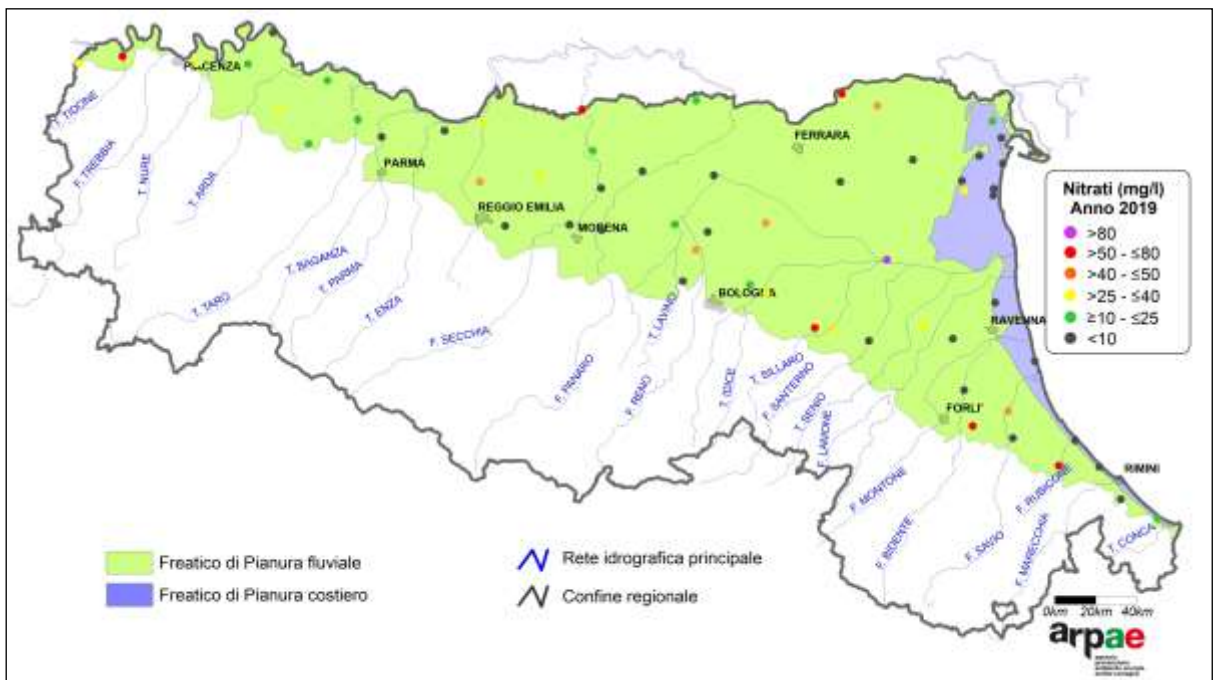 PIACENZA
T. TIDONE
F. TREBBIA
T. NURE
T. ARDA
PARMA
FERRARA
REGGIO EMILIA
MODENA
T. BAGANZA
T. PARMA
T. TARO
T. ENZA
F. SECCHIA
BOLOGNA
T. LAVINO
RAVENNA
F. PANARO
F. RENO
T. IDICE
T. SILLARO
F. SANTERNO
T. SENIO
F. LAMONE
FORLI'
F. MONTONE
F. BIDENTE
F. SAVIO
F. RUBICONE
F. MARECCHIA
RIMINI
T. CONCA
Nitrati (mg/l)
Anno 2019
>80
>50 - ≤80
>40 - ≤50
>25 - ≤40
≥10 - ≤25
<10
Freatico di Pianura fluviale
Freatico di Pianura costiero
Rete idrografica principale
Confine regionale
0km 20km 40km
arpae